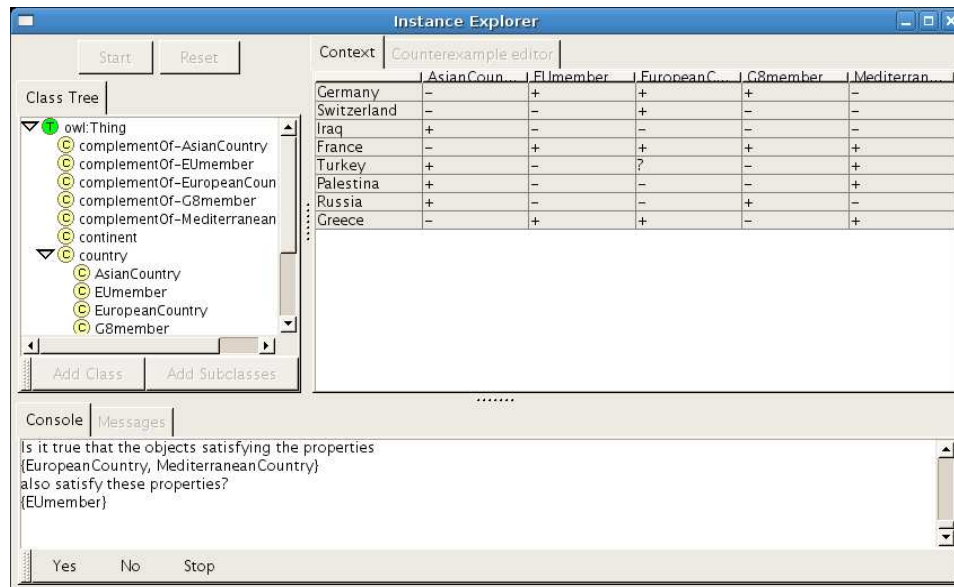 Instance Explorer
Start Reset
Class Tree
owl:Thing
complementOf-AsianCountry
complementOf-EUmember
complementOf-EuropeanCoun
complementOf-G8member
complementOf-Mediterranean
continent
country
AsianCountry
EUmember
EuropeanCountry
G8member
Add Class Add Subclasses
Context Counterexample editor
AsianCoun... EUmember EuropeanC... G8member Mediterran...
Germany - + + + -
Switzerland - - + - -
Iraq + - - - -
France - + + + +
Turkey + - ? - +
Palestina + - - - +
Russia + - - + -
Greece - + + - +
Console Messages
Is it true that the objects satisfying the properties
{EuropeanCountry, MediterraneanCountry}
also satisfy these properties?
{EUmember}
Yes No Stop